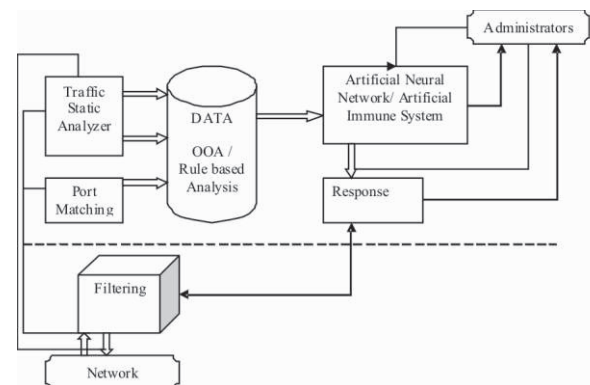 Administrators
Traffic
Static
Analyzer
DATA
OOA /
Rule based
Analysis
Artificial Neural
Network/ Artificial
Immune System
Port
Matching
Response
Filtering
Network